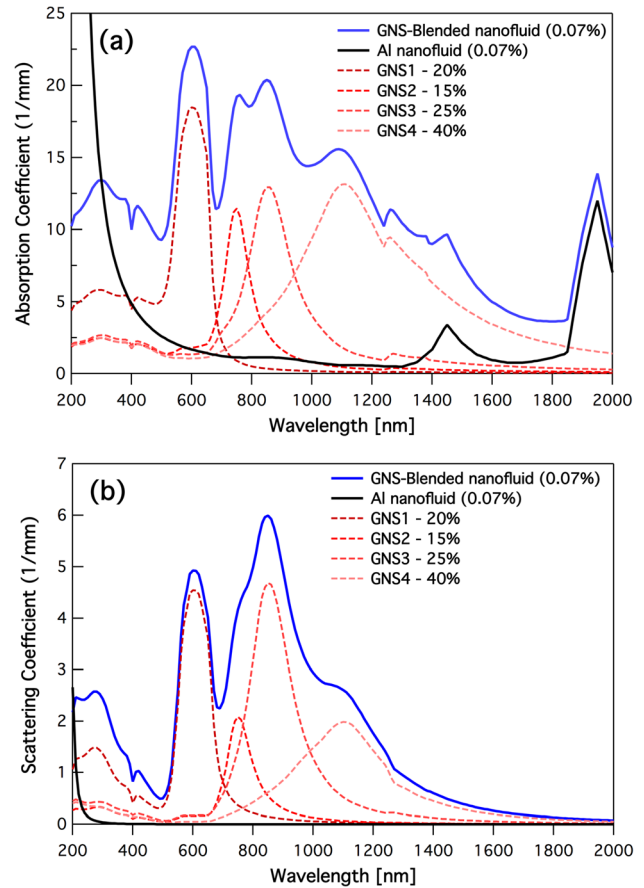 (a)
GNS-Blended nanofluid (0.07%)
Al nanofluid (0.07%)
GNS1 - 20%
GNS2 - 15%
GNS3 - 25%
GNS4 - 40%
25
20
15
10
5
0
Absorption Coefficient (1/mm)
200 400 600 800 1000 1200 1400 1600 1800 2000
Wavelength [nm]
(b)
GNS-Blended nanofluid (0.07%)
Al nanofluid (0.07%)
GNS1 - 20%
GNS2 - 15%
GNS3 - 25%
GNS4 - 40%
7
6
5
4
3
2
1
0
Scattering Coefficient (1/mm)
200 400 600 800 1000 1200 1400 1600 1800 2000
Wavelength [nm]